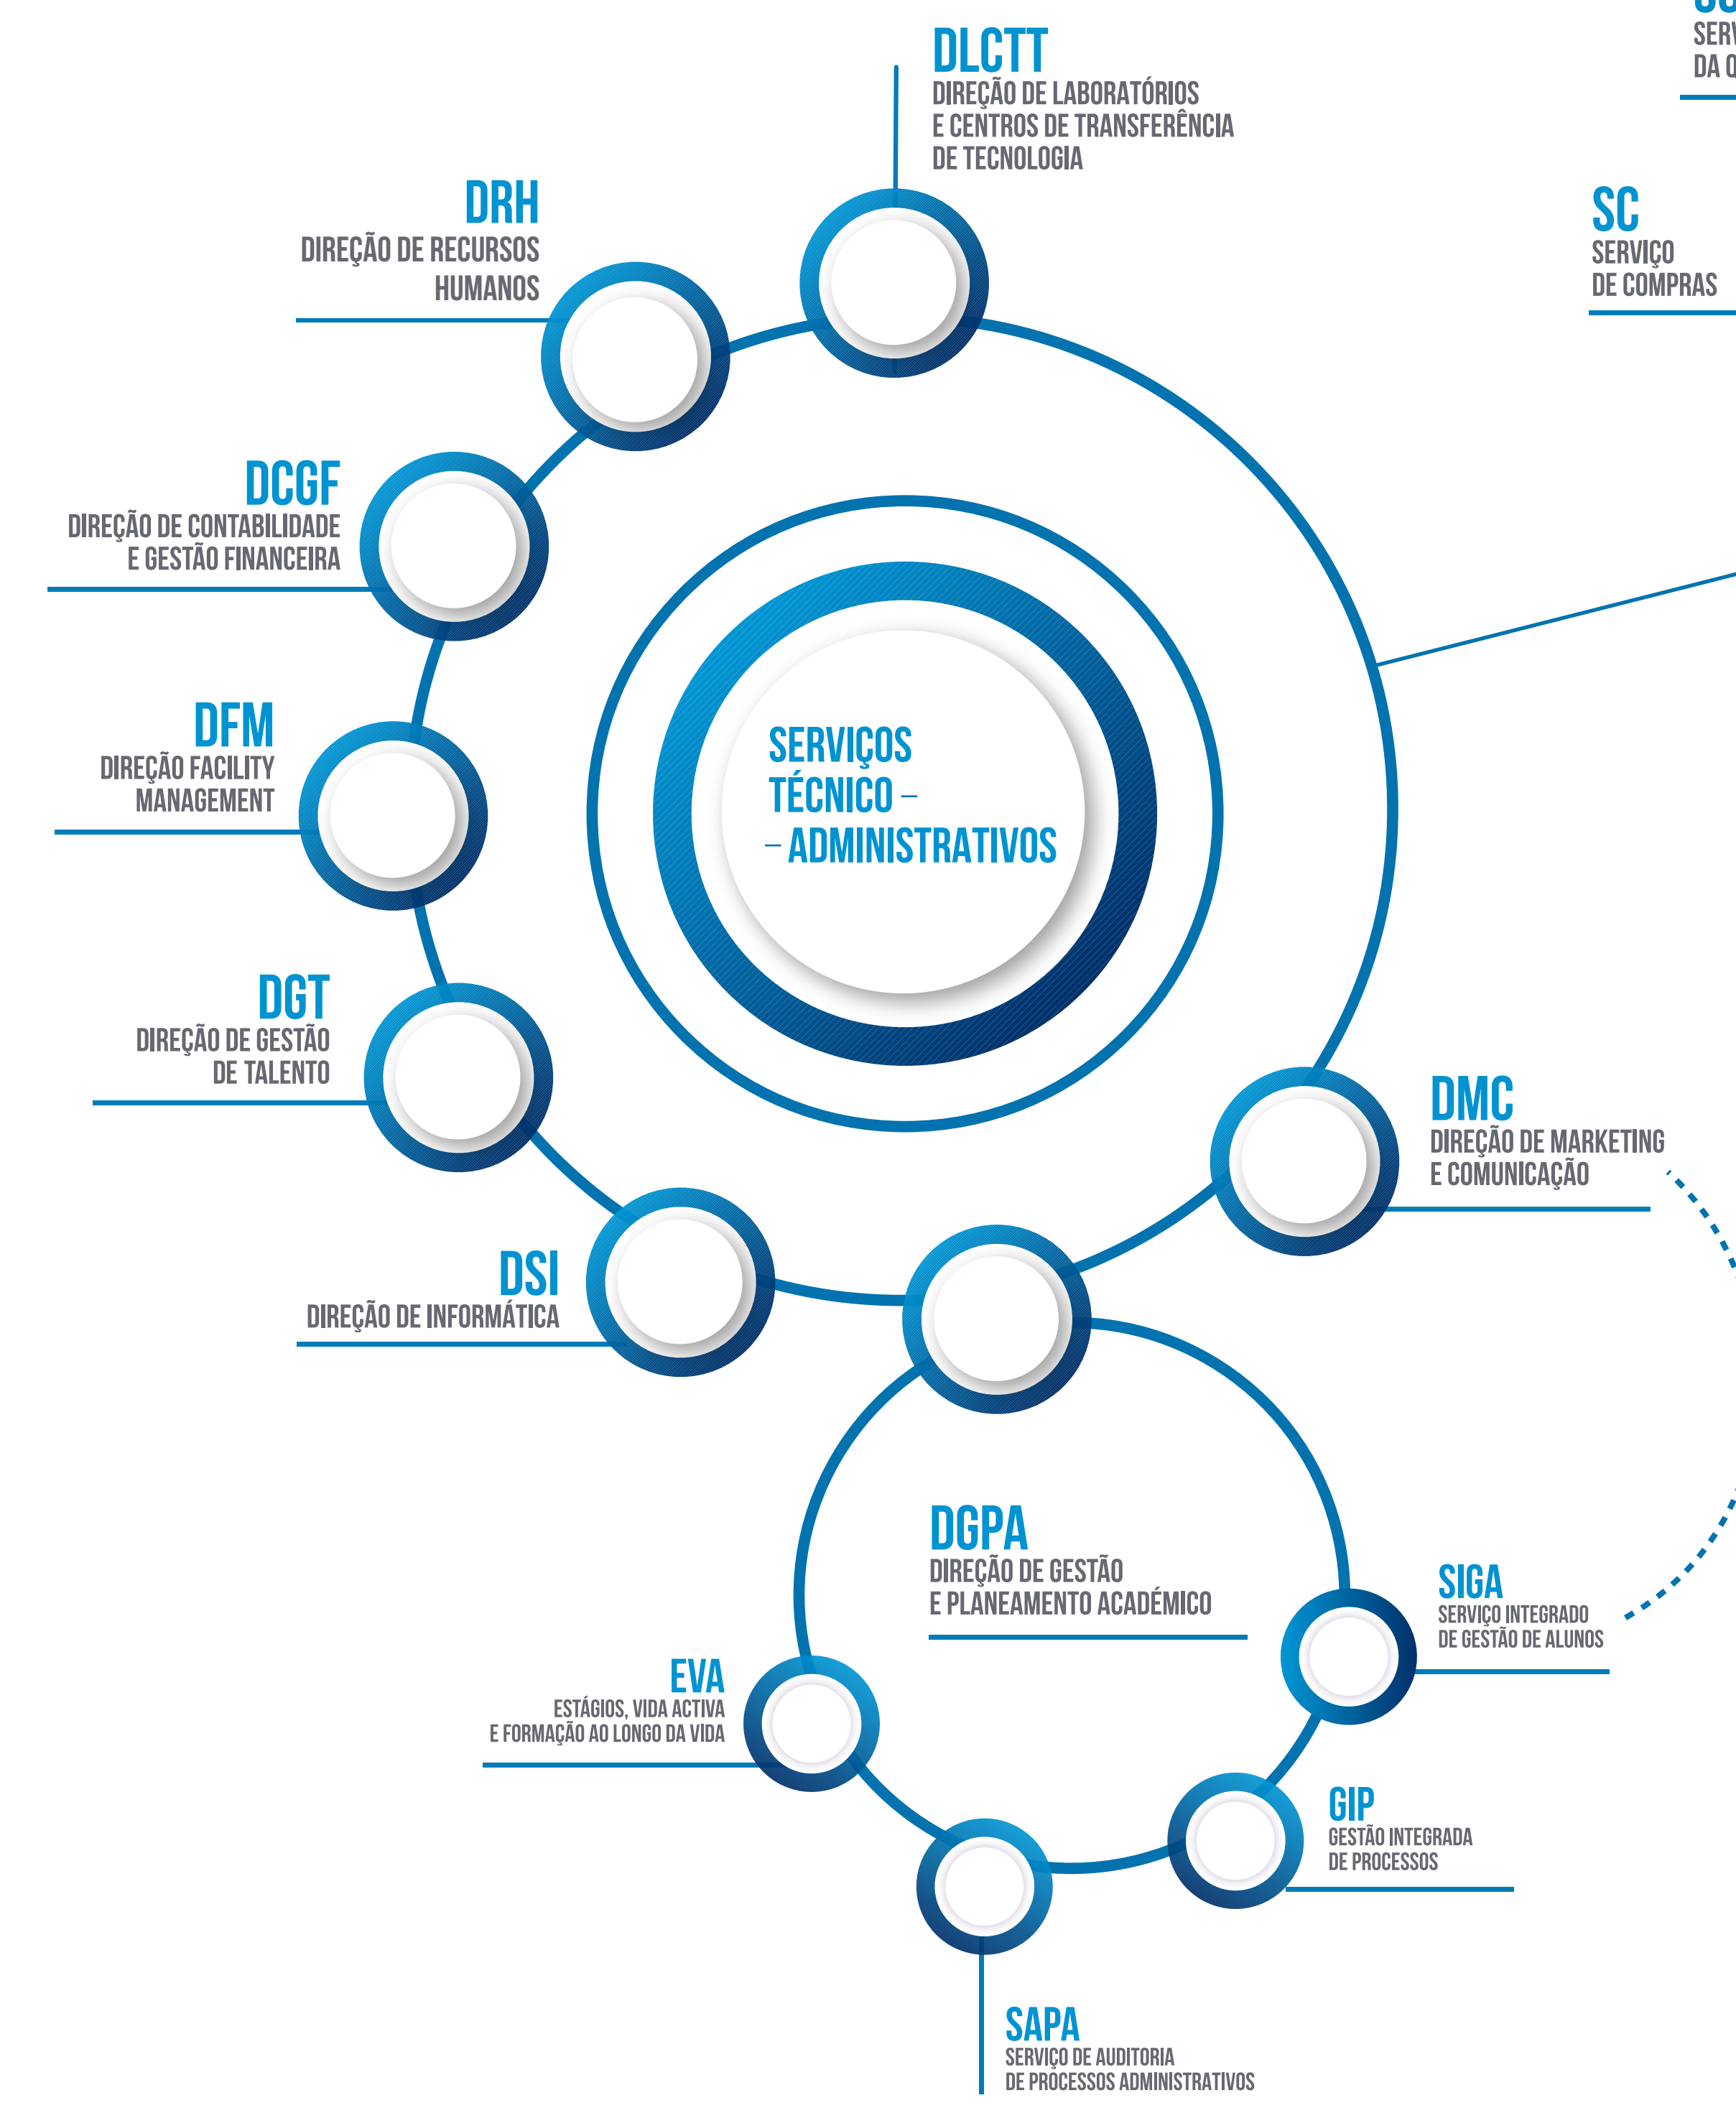 DLCTT
DIREÇÃO DE LABORATÓRIOS
E CENTROS DE TRANSFERÊNCIA
DE TECNOLOGIA
DRH
DIREÇÃO DE RECURSOS
HUMANOS
SC
SERVIÇO
DE COMPRAS
DCGF
DIREÇÃO DE CONTABILIDADE
E GESTÃO FINANCEIRA
DFM
DIREÇÃO FACILITY
MANAGEMENT
SERVIÇOS
TÉCNICO –
– ADMINISTRATIVOS
DGT
DIREÇÃO DE GESTÃO
DE TALENTO
DMC
DIREÇÃO DE MARKETING
E COMUNICAÇÃO
DSI
DIREÇÃO DE INFORMÁTICA
DGPA
DIREÇÃO DE GESTÃO
E PLANEAMENTO ACADÉMICO
SIGA
SERVIÇO INTEGRADO
DE GESTÃO DE ALUNOS
EVA
ESTÁGIOS, VIDA ACTIVA
E FORMAÇÃO AO LONGO DA VIDA
GIP
GESTÃO INTEGRADA
DE PROCESSOS
SAPA
SERVIÇO DE AUDITORIA
DE PROCESSOS ADMINISTRATIVOS